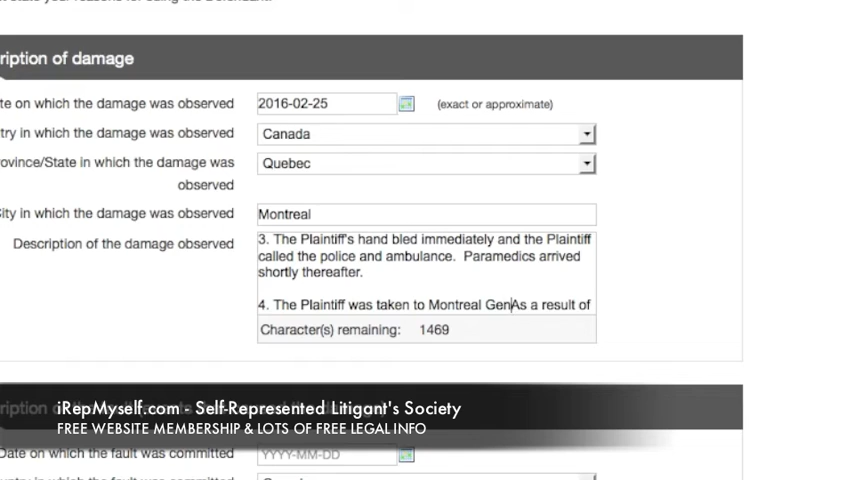 ription of damage
te on which the damage was observed 2016-02-25 (exact or approximate)
try in which the damage was observed Canada
ovince/State in which the damage was Quebec
observed
City in which the damage was observed Montreal
Description of the damage observed 3. The Plaintiff's hand bled immediately and the Plaintiff
called the police and ambulance. Paramedics arrived
shortly thereafter.
4. The Plaintiff was taken to Montreal GenAs a result of
Character(s) remaining: 1469
iRepMyself.com - Self-Represented Litigant's Society
FREE WEBSITE MEMBERSHIP & LOTS OF FREE LEGAL INFO
Date on which the fault was committed YYYY-MM-DD